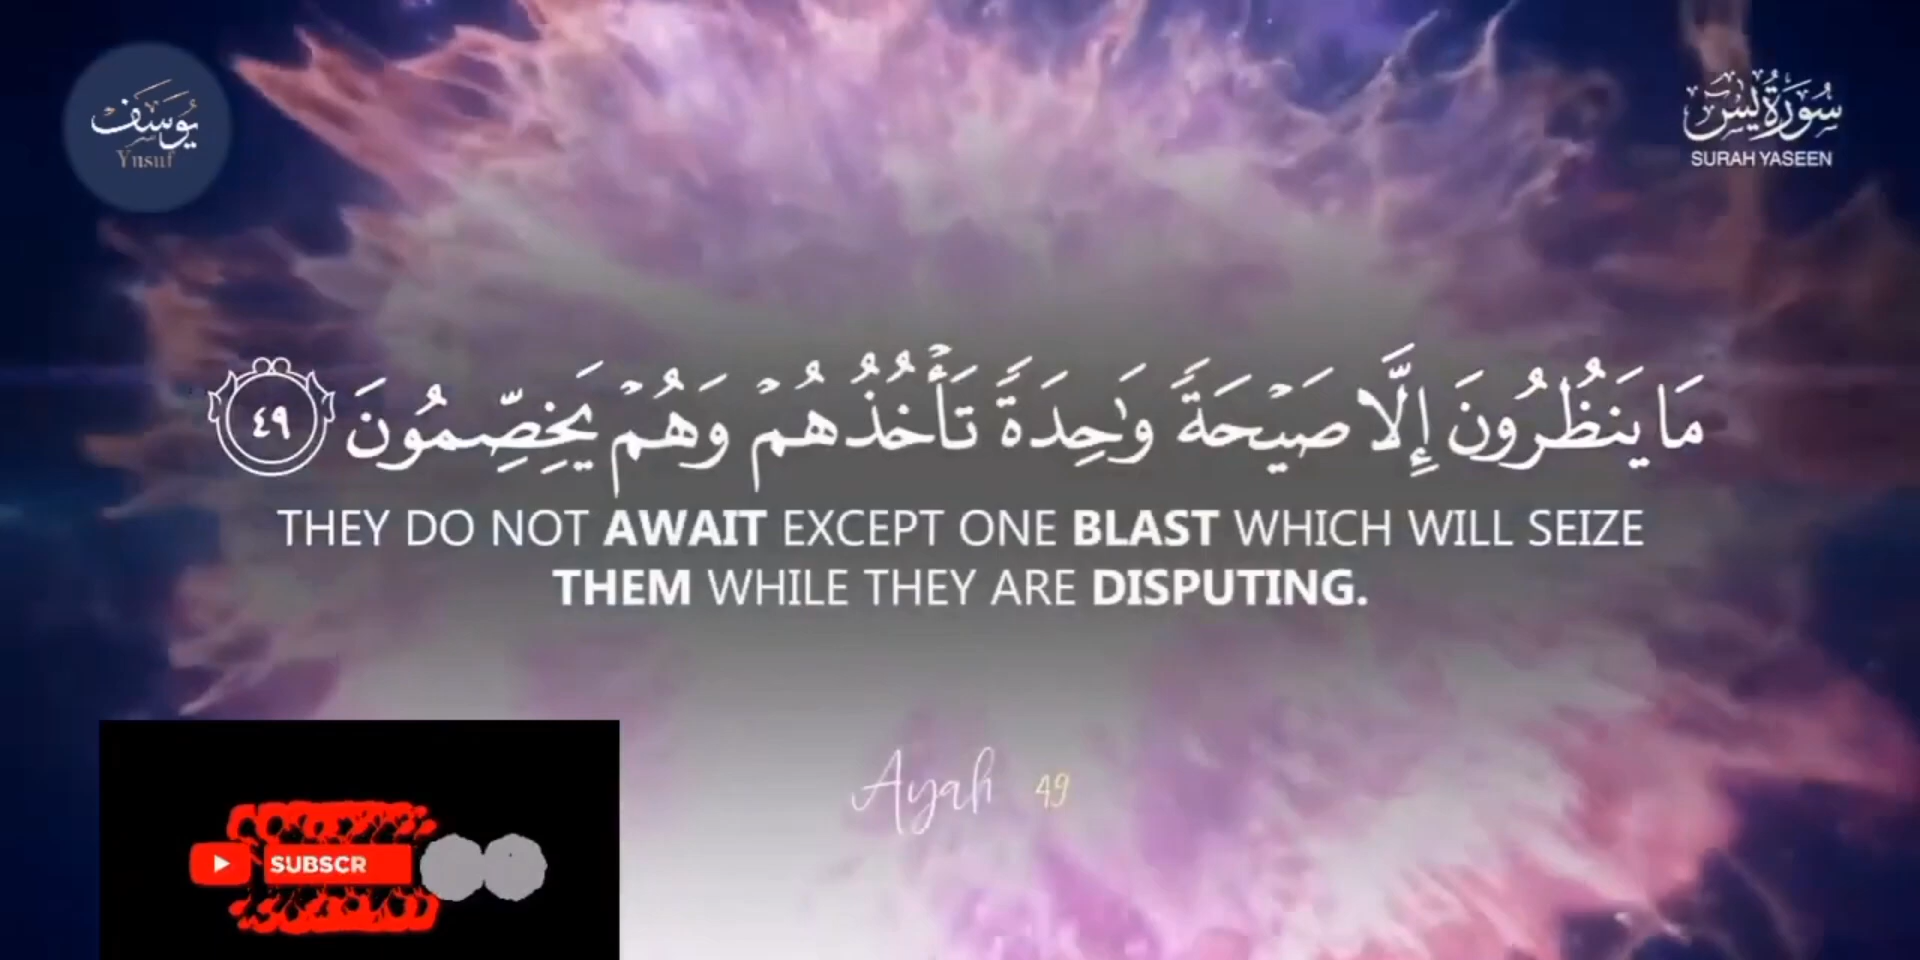 يُوسَف
Yusuf
سُورَةُ يسٓ
SURAH YASEEN
مَا يَنظُرُونَ إِلَّا صَيْحَةً وَٰحِدَةً تَأْخُذُهُمْ وَهُمْ يَخِصِّمُونَ ٤٩
THEY DO NOT AWAIT EXCEPT ONE BLAST WHICH WILL SEIZE
THEM WHILE THEY ARE DISPUTING.
Ayah 49
SUBSCR